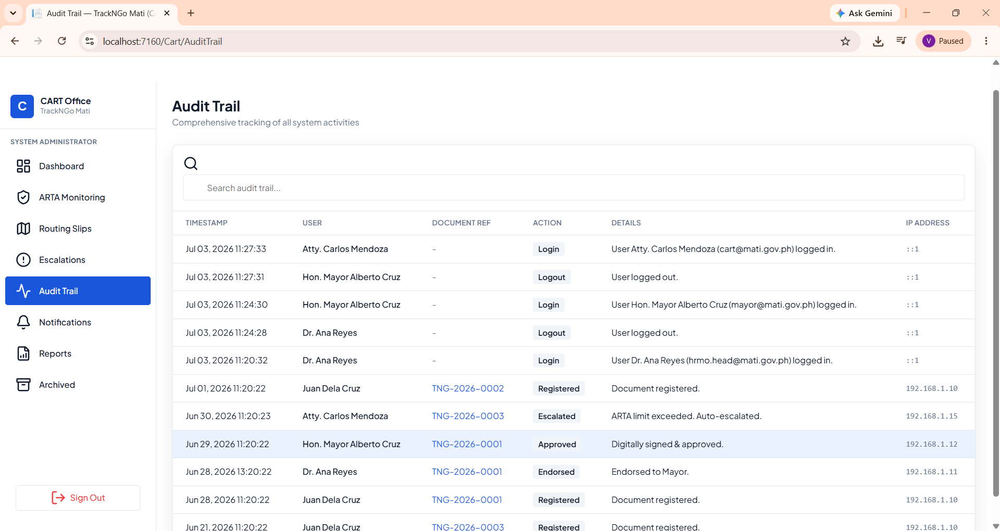 Audit Trail — TrackNGo Mati (C
Ask Gemini
localhost:7160/Cart/AuditTrail
V Paused
C
CART Office
TrackNGo Mati
SYSTEM ADMINISTRATOR
Dashboard
ARTA Monitoring
Routing Slips
Escalations
Audit Trail
Notifications
Reports
Archived
Sign Out
Audit Trail
Comprehensive tracking of all system activities
Search audit trail...
TIMESTAMP USER DOCUMENT REF ACTION DETAILS IP ADDRESS
Jul 03, 2026 11:27:33 Atty. Carlos Mendoza - Login User Atty. Carlos Mendoza (cart@mati.gov.ph) logged in. ::1
Jul 03, 2026 11:27:31 Hon. Mayor Alberto Cruz - Logout User logged out. ::1
Jul 03, 2026 11:24:30 Hon. Mayor Alberto Cruz - Login User Hon. Mayor Alberto Cruz (mayor@mati.gov.ph) logged in. ::1
Jul 03, 2026 11:24:28 Dr. Ana Reyes - Logout User logged out. ::1
Jul 03, 2026 11:20:32 Dr. Ana Reyes - Login User Dr. Ana Reyes (hrmo.head@mati.gov.ph) logged in. ::1
Jul 01, 2026 11:20:22 Juan Dela Cruz TNG-2026-0002 Registered Document registered. 192.168.1.10
Jun 30, 2026 11:20:23 Atty. Carlos Mendoza TNG-2026-0003 Escalated ARTA limit exceeded. Auto-escalated. 192.168.1.15
Jun 29, 2026 11:20:22 Hon. Mayor Alberto Cruz TNG-2026-0001 Approved Digitally signed & approved. 192.168.1.12
Jun 28, 2026 13:20:22 Dr. Ana Reyes TNG-2026-0001 Endorsed Endorsed to Mayor. 192.168.1.11
Jun 28, 2026 11:20:22 Juan Dela Cruz TNG-2026-0001 Registered Document registered. 192.168.1.10
Jun 21, 2026 11:20:22 Juan Dela Cruz TNG-2026-0003 Registered Document registered. 192.168.1.10